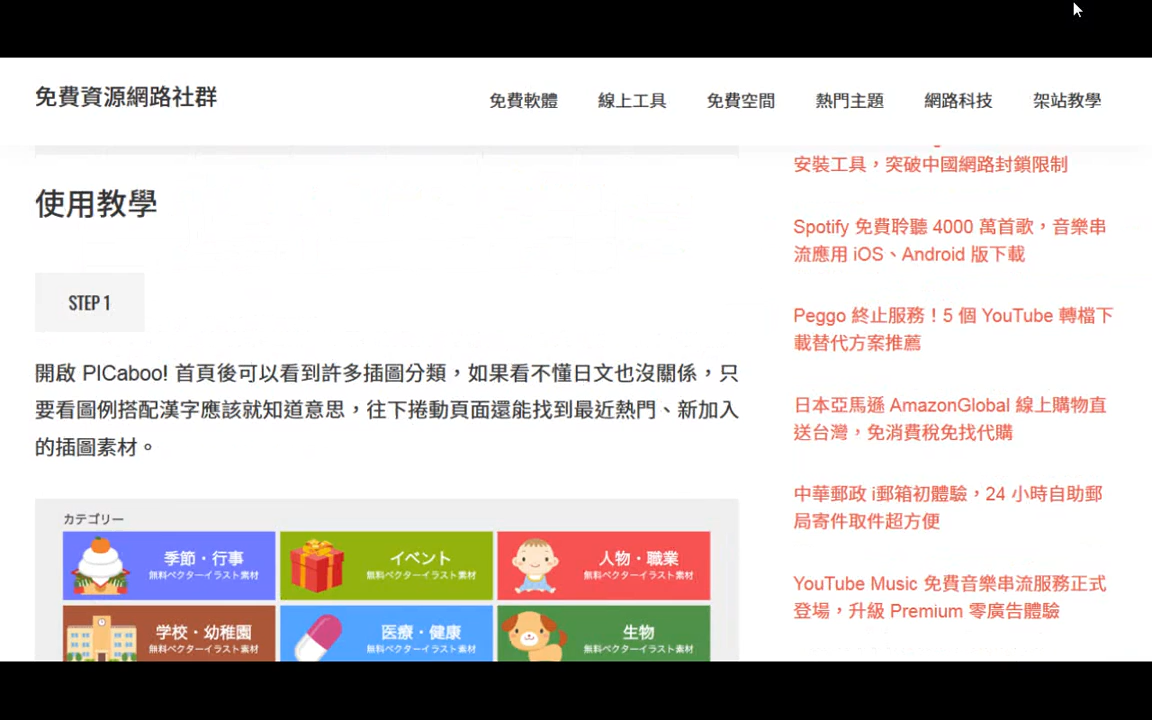 免費資源網路社群
免費軟體
線上工具
免費空間
熱門主題
網路科技
架站教學
使用教學
STEP 1
開啟 PICaboo! 首頁後可以看到許多插圖分類，如果看不懂日文也沒關係，只
要看圖例搭配漢字應該就知道意思，往下捲動頁面還能找到最近熱門、新加入
的插圖素材。
カテゴリー
季節・行事
無料ベクターイラスト素材
イベント
無料ベクターイラスト素材
人物・職業
無料ベクターイラスト素材
学校・幼稚園
無料ベクターイラスト素材
医療・健康
無料ベクターイラスト素材
生物
無料ベクターイラスト素材
安裝工具，突破中國網路封鎖限制
Spotify 免費聆聽 4000 萬首歌，音樂串
流應用 iOS、Android 版下載
Peggo 終止服務！5 個 YouTube 轉檔下
載替代方案推薦
日本亞馬遜 AmazonGlobal 線上購物直
送台灣，免消費稅免找代購
中華郵政 i郵箱初體驗，24 小時自助郵
局寄件取件超方便
YouTube Music 免費音樂串流服務正式
登場，升級 Premium 零廣告體驗